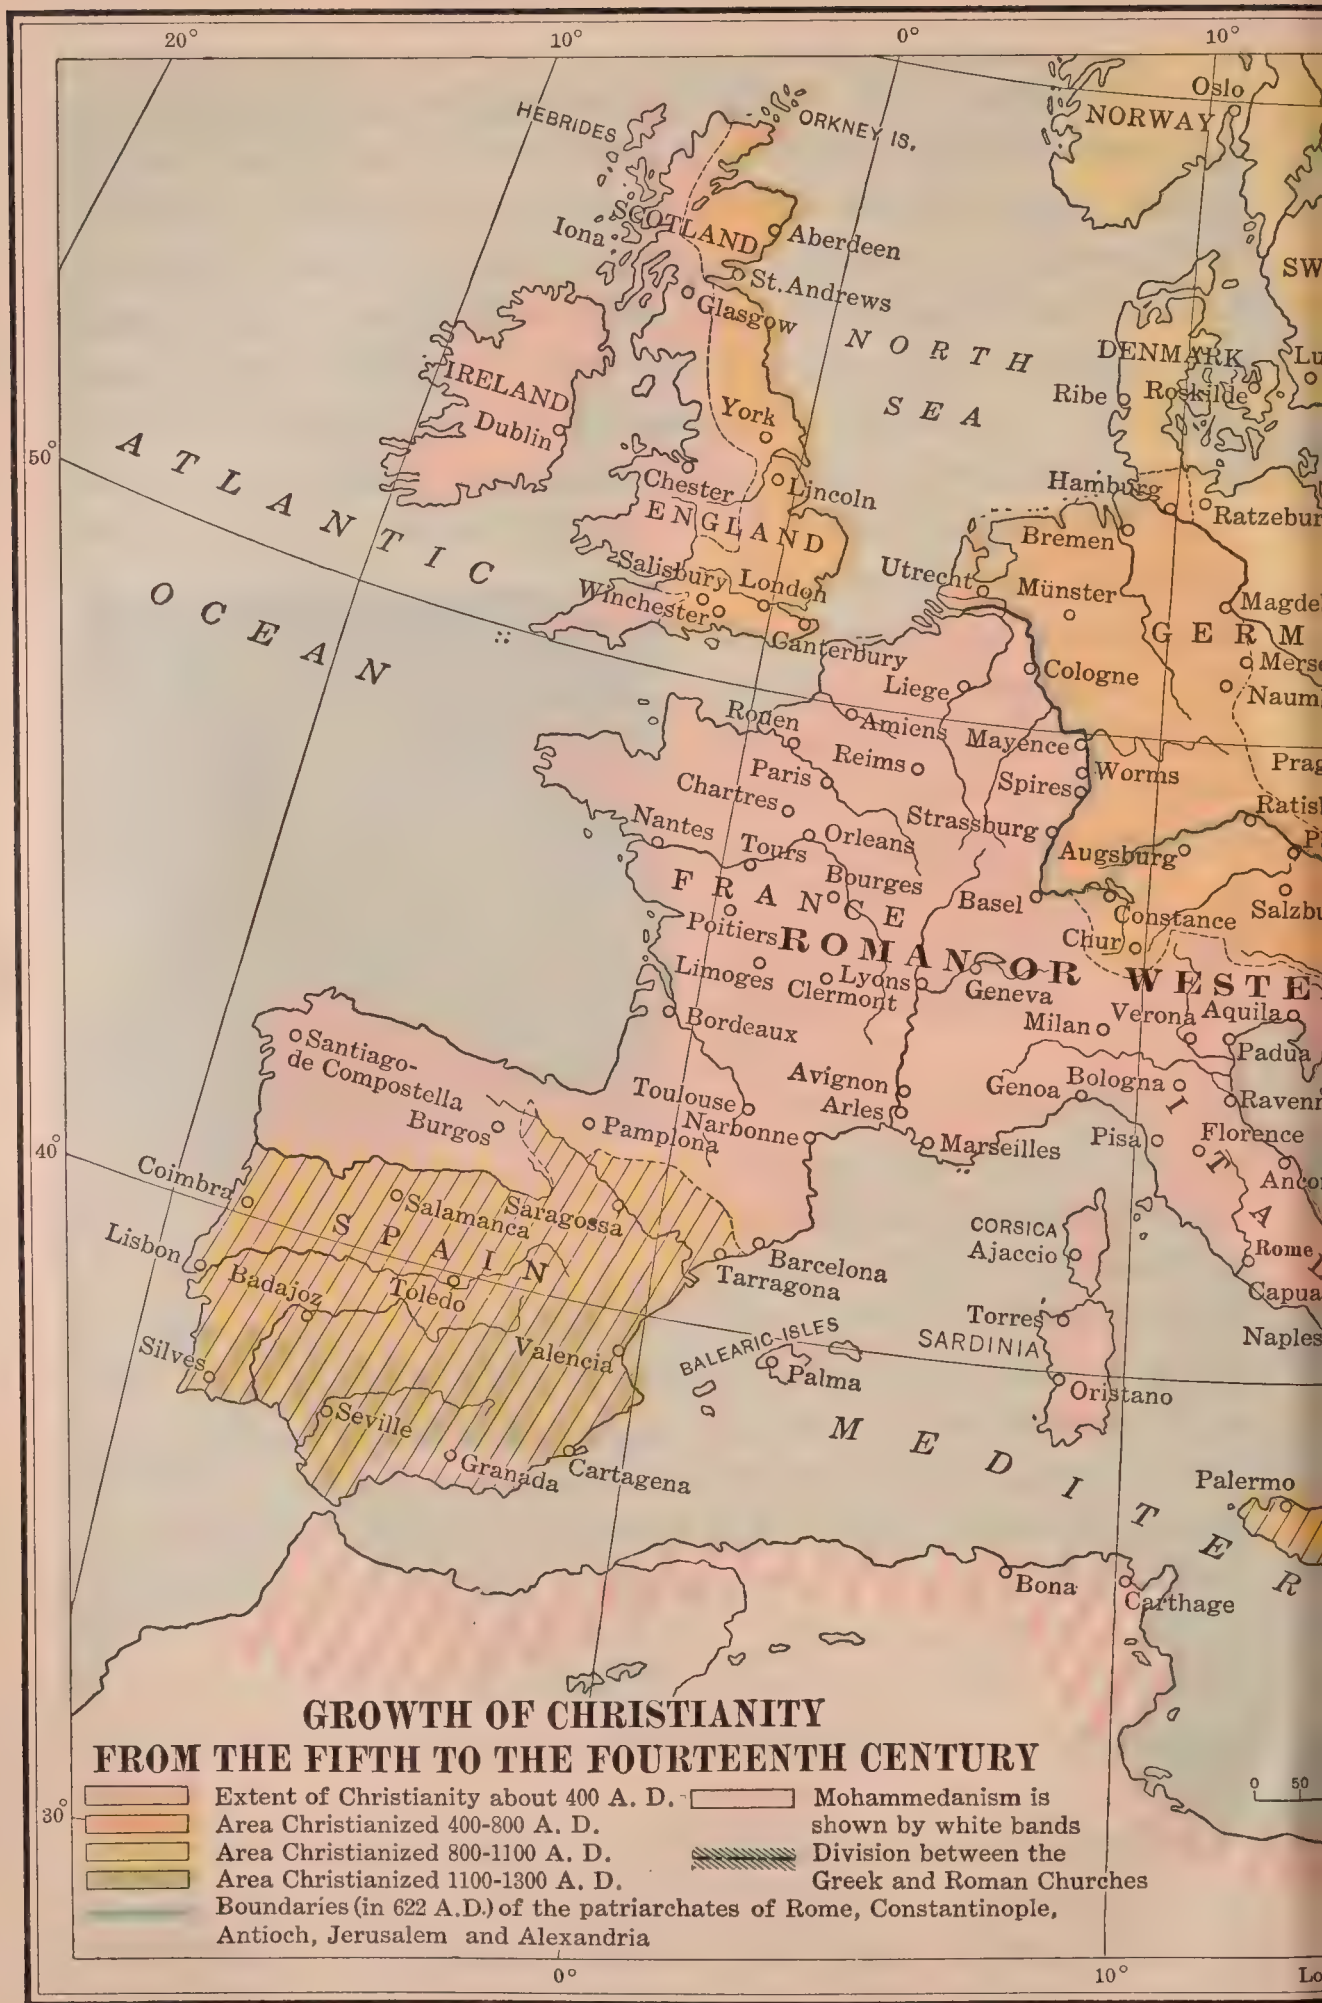 20°
10°
0°
10°
HEBRIDES
ORKNEY IS.
Oslo
NORWAY
SCOTLAND
Iona
Aberdeen
St. Andrews
Glasgow
SW
NORTH
SEA
DENMARK
Lu
Ribe
Roskilde
IRELAND
Dublin
York
50°
ATLANTIC
OCEAN
Chester
Lincoln
ENGLAND
Hamburg
Ratzebur
Bremen
Salisbury
London
Winchester
Canterbury
Utrecht
Münster
Magde
GERM
Merse
Naum
Cologne
Liege
Rouen
Amiens
Mayence
Reims
Worms
Prag
Paris
Spires
Chartres
Ratisb
Nantes
Orleans
Strassburg
Tours
Augsburg
P
Bourges
FRANCE
Basel
Constance
Salzbu
Poitiers
Chur
ROMAN OR WESTE
Limoges
Lyons
Clermont
Geneva
Verona
Aquila
Milan
Bordeaux
Padua
Santiago-
de Compostella
Avignon
Bologna
Genoa
Toulouse
Arles
Ravenn
Burgos
Pamplona
Narbonne
Marseilles
Pisa
Florence
40°
Coimbra
Salamanca
Saragossa
Anco
ITAL
SPAIN
CORSICA
Ajaccio
Rome
Lisbon
Barcelona
Tarragona
Badajoz
Toledo
Capua
Torres
SARDINIA
Naples
Silves
Valencia
BALEARIC ISLES
Palma
Oristano
Seville
MEDITER
Granada
Cartagena
Palermo
Bona
Carthage
GROWTH OF CHRISTIANITY
FROM THE FIFTH TO THE FOURTEENTH CENTURY
Extent of Christianity about 400 A. D.
Area Christianized 400-800 A. D.
Area Christianized 800-1100 A. D.
Area Christianized 1100-1300 A. D.
Boundaries (in 622 A.D.) of the patriarchates of Rome, Constantinople,
Antioch, Jerusalem and Alexandria
Mohammedanism is
shown by white bands
Division between the
Greek and Roman Churches
0 50
30°
0°
10°
Lo